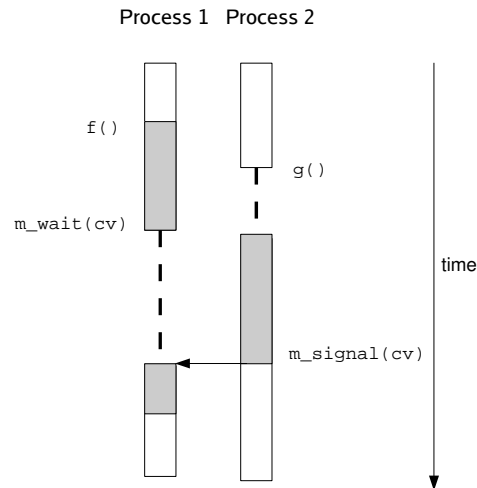 Process 1 Process 2
f()
g()
m_wait(cv)
time
m_signal(cv)